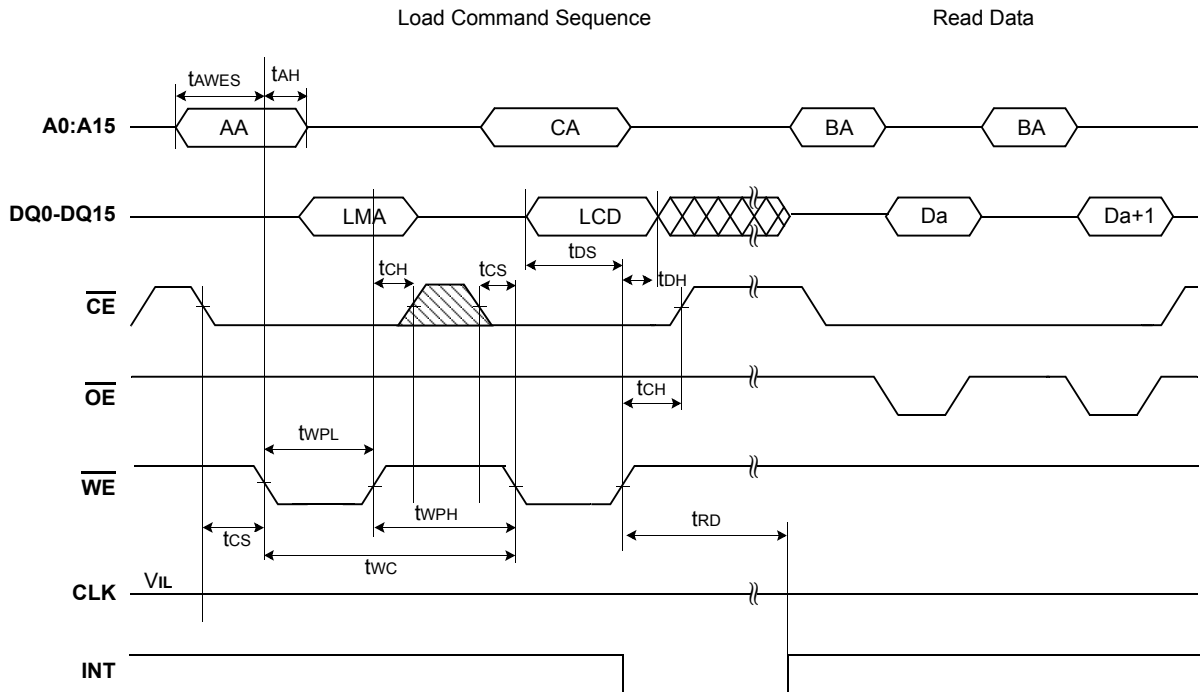 Load Command Sequence Read Data
tAWES tAH
A0:A15 AA CA BA BA
DQ0-DQ15 LMA LCD Da Da+1
tCH tCS tDS tDH
CE
OE tCH
tWPL
WE
tWPH tRD
tCS
tWC
VIL
CLK
INT